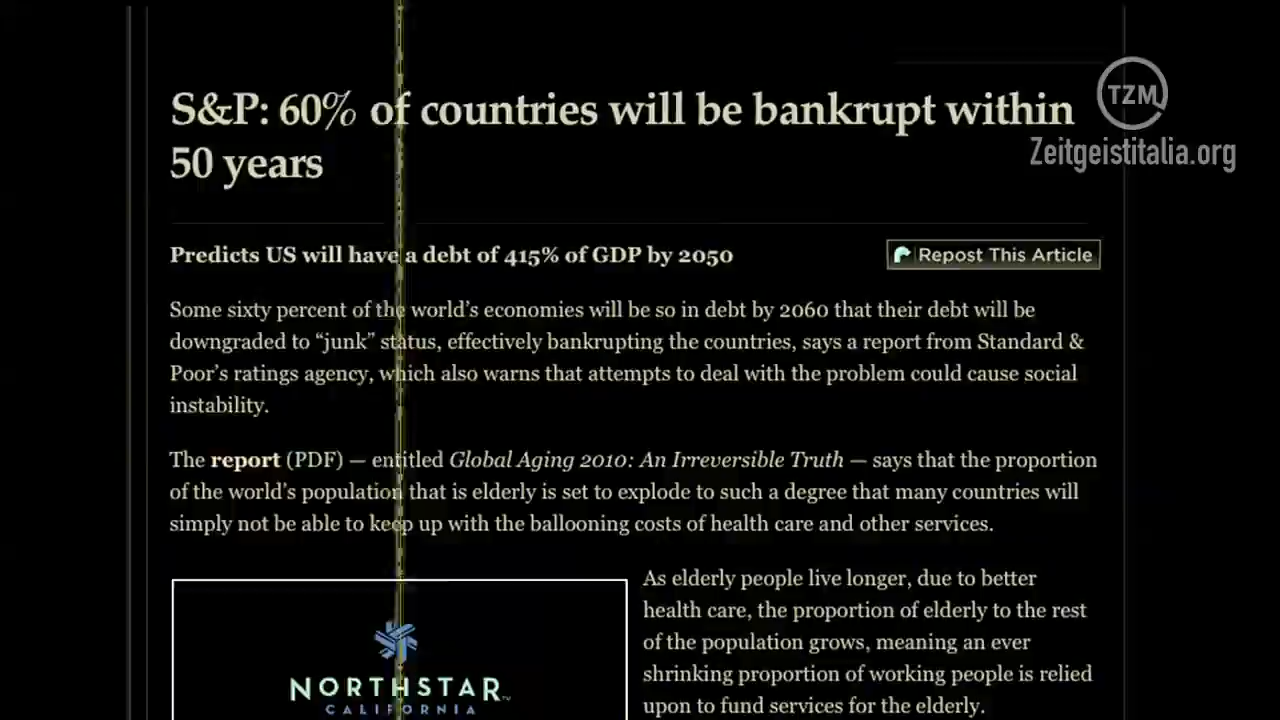 S&P: 60% of countries will be bankrupt within
50 years
TZM
Zeitgeistitalia.org
Predicts US will have a debt of 415% of GDP by 2050
Repost This Article
Some sixty percent of the world's economies will be so in debt by 2060 that their debt will be
downgraded to “junk” status, effectively bankrupting the countries, says a report from Standard &
Poor's ratings agency, which also warns that attempts to deal with the problem could cause social
instability.
The report (PDF) — entitled Global Aging 2010: An Irreversible Truth — says that the proportion
of the world's population that is elderly is set to explode to such a degree that many countries will
simply not be able to keep up with the ballooning costs of health care and other services.
As elderly people live longer, due to better
health care, the proportion of elderly to the rest
of the population grows, meaning an ever
shrinking proportion of working people is relied
upon to fund services for the elderly.
NORTHSTAR™
CALIFORNIA